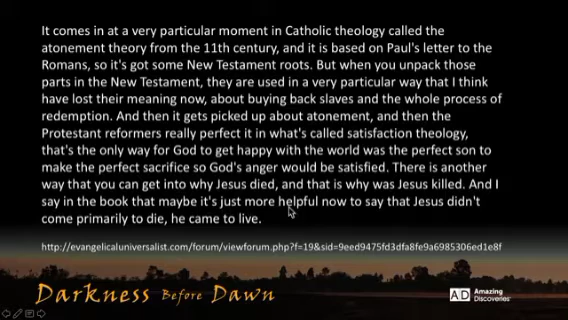 It comes in at a very particular moment in Catholic theology called the
atonement theory from the 11th century, and it is based on Paul's letter to the
Romans, so it's got some New Testament roots. But when you unpack those
parts in the New Testament, they are used in a very particular way that I think
have lost their meaning now, about buying back slaves and the whole process of
redemption. And then it gets picked up about atonement, and then the
Protestant reformers really perfect it in what's called satisfaction theology,
that's the only way for God to get happy with the world was the perfect son to
make the perfect sacrifice so God's anger would be satisfied. There is another
way that you can get into why Jesus died, and that is why was Jesus killed. And I
say in the book that maybe it's just more helpful now to say that Jesus didn't
come primarily to die, he came to live.
http://evangelicaluniversalist.com/forum/viewforum.php?f=19&sid=9eed9475fd3dfa8fe9a6985306ed1e8f
Darkness Before Dawn
AD Amazing
Discoveries